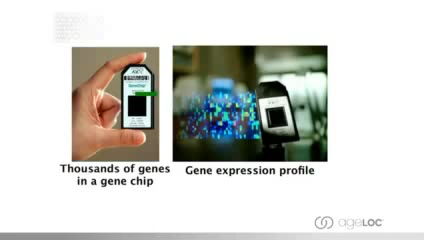 Thousands of genes
in a gene chip
Gene expression profile
ageLOC